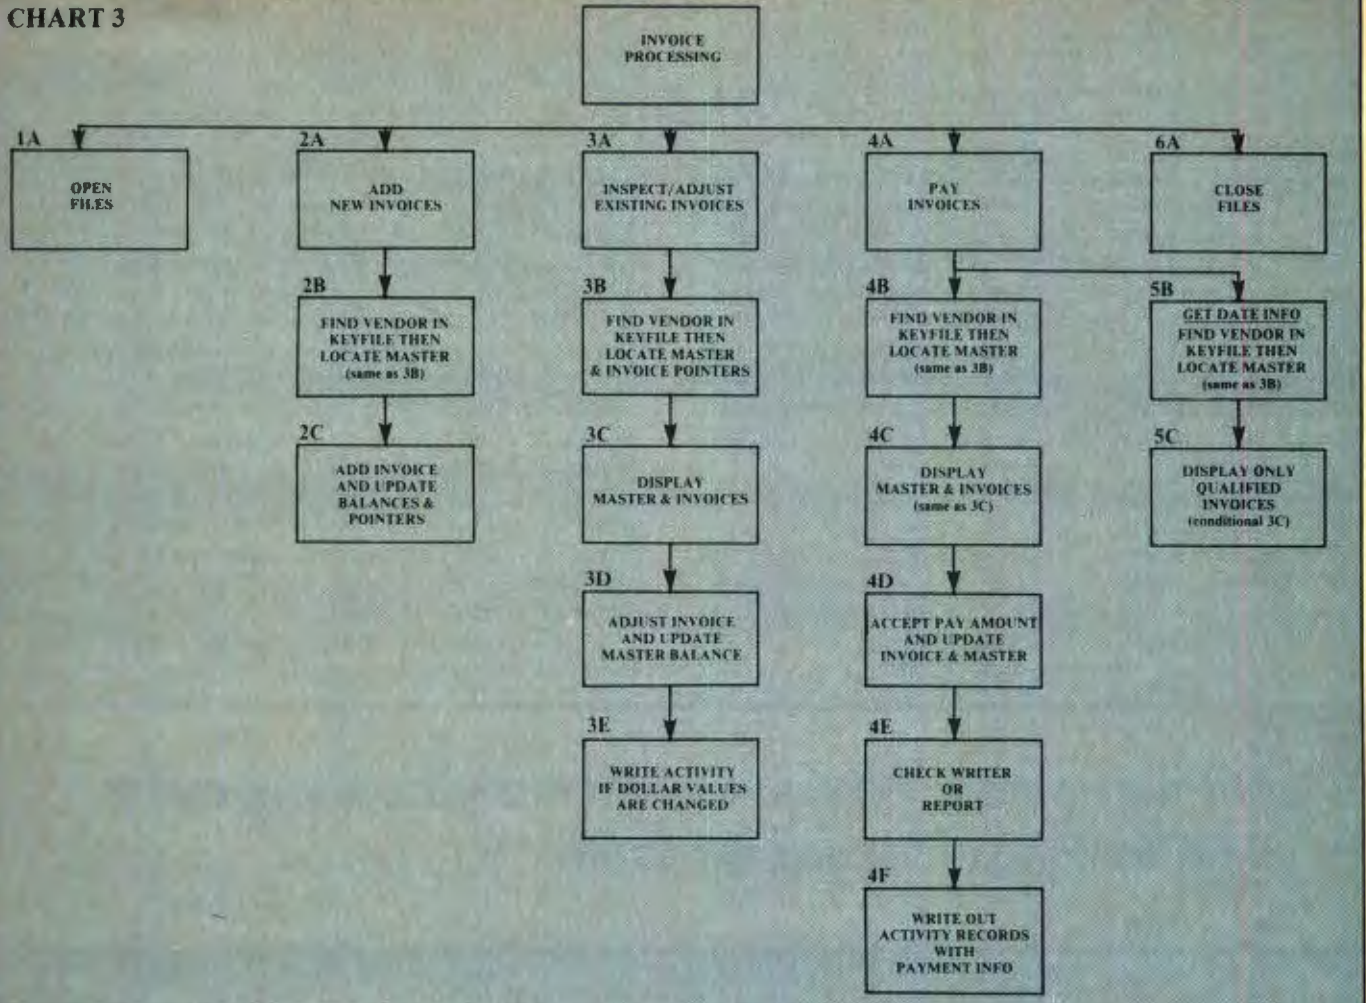 CHART 3
INVOICE
PROCESSING
1A
OPEN
FILES
2A
ADD
NEW INVOICES
3A
INSPECT/ADJUST
EXISTING INVOICES
4A
PAY
INVOICES
6A
CLOSE
FILES
2B
FIND VENDOR IN
KEYFILE THEN
LOCATE MASTER
(same as 3B)
3B
FIND VENDOR IN
KEYFILE THEN
LOCATE MASTER
& INVOICE POINTERS
4B
FIND VENDOR IN
KEYFILE THEN
LOCATE MASTER
(same as 3B)
5B
GET DATE INFO
FIND VENDOR IN
KEYFILE THEN
LOCATE MASTER
(same as 3B)
2C
ADD INVOICE
AND UPDATE
BALANCES &
POINTERS
3C
DISPLAY
MASTER & INVOICES
4C
DISPLAY
MASTER & INVOICES
(same as 3C)
5C
DISPLAY ONLY
QUALIFIED
INVOICES
(conditional 3C)
3D
ADJUST INVOICE
AND UPDATE
MASTER BALANCE
4D
ACCEPT PAY AMOUNT
AND UPDATE
INVOICE & MASTER
3E
WRITE ACTIVITY
IF DOLLAR VALUES
ARE CHANGED
4E
CHECK WRITER
OR
REPORT
4F
WRITE OUT
ACTIVITY RECORDS
WITH
PAYMENT INFO